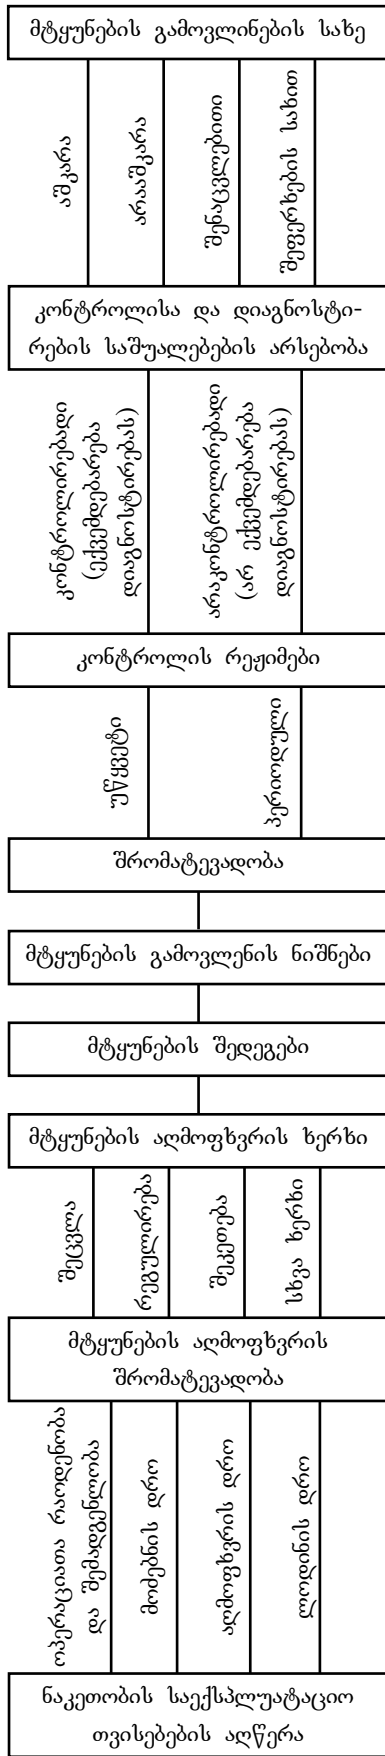 მტყუნების გამოვლინების სახე
აშკარა
არააშკარა
შენაცვლებითი
შეფერხების სახით
კონტროლისა და დიაგნოსტი-
რების საშუალებების არსებობა
კონტროლირებადი
(ექვემდებარება
დიაგნოსტირებას)
არაკონტროლირებადი
(არ ექვემდებარება
დიაგნოსტირებას)
კონტროლის რეჟიმები
უწყვეტი
პერიოდული
შრომატევადობა
მტყუნების გამოვლენის ნიშნები
მტყუნების შედეგები
მტყუნების აღმოფხვრის ხერხი
შეცვლა
რეგულირება
შეკეთება
სხვა ხერხი
მტყუნების აღმოფხვრის
შრომატევადობა
ოპერაციათა რაოდენობა
და შემადგენლობა
მოძებნის დრო
აღმოფხვრის დრო
ლოდინის დრო
ნაკეთობის საექსპლუატაციო
თვისებების აღწერა